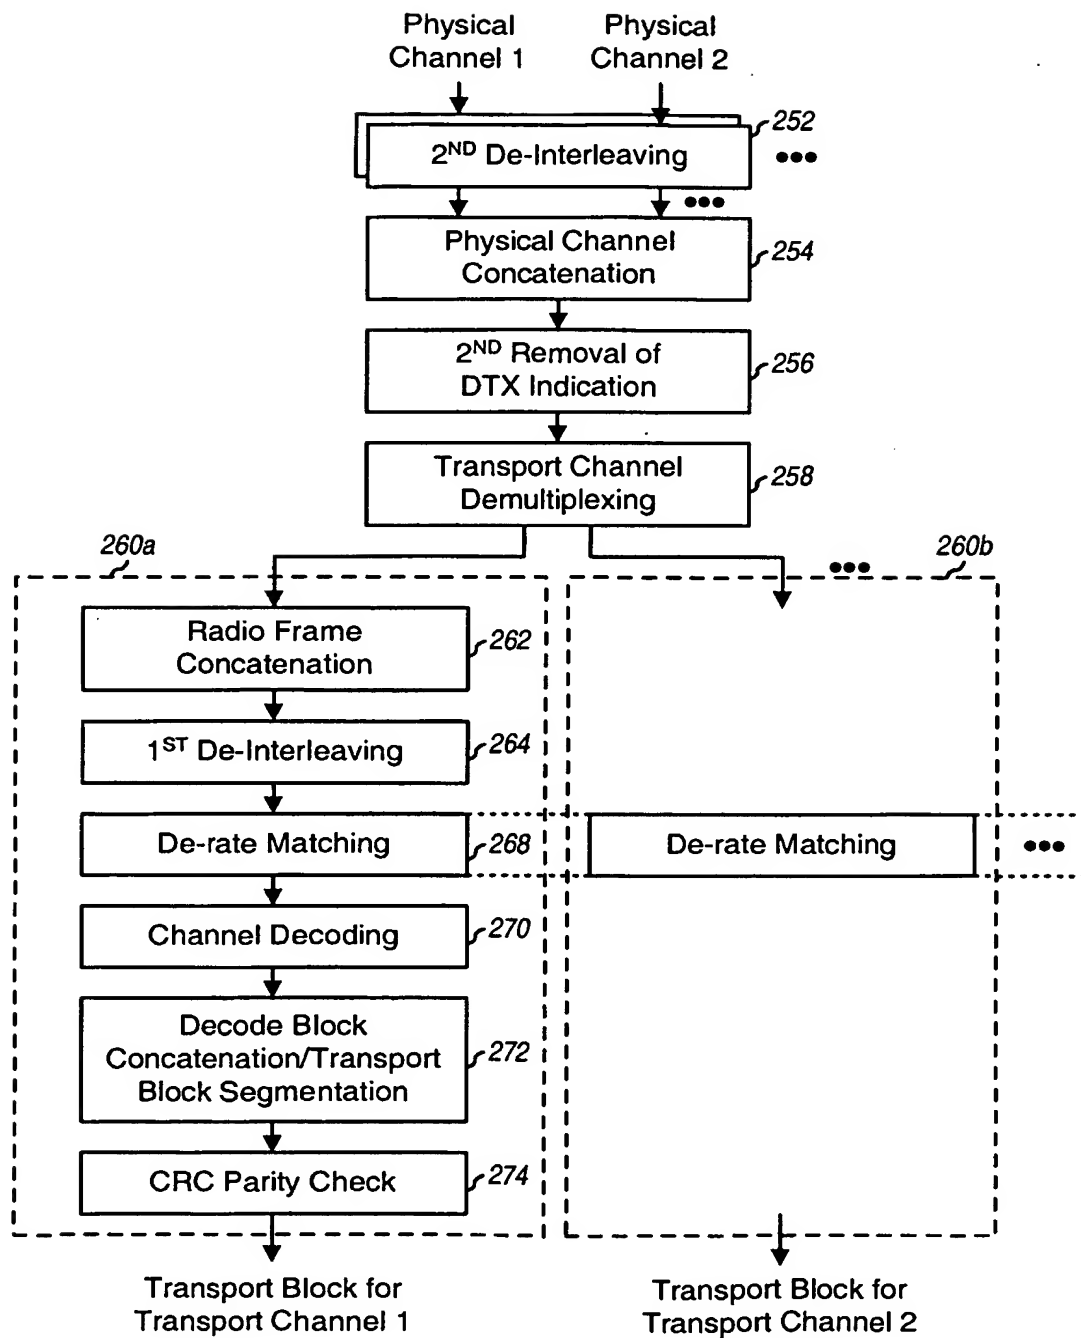 Physical
Channel 1
Physical
Channel 2
252
2ND De-Interleaving
Physical Channel
Concatenation
254
2ND Removal of
DTX Indication
256
Transport Channel
Demultiplexing
258
260a
260b
Radio Frame
Concatenation
262
1ST De-Interleaving
264
De-rate Matching
268
De-rate Matching
Channel Decoding
270
Decode Block
Concatenation/Transport
Block Segmentation
272
CRC Parity Check
274
Transport Block for
Transport Channel 1
Transport Block for
Transport Channel 2